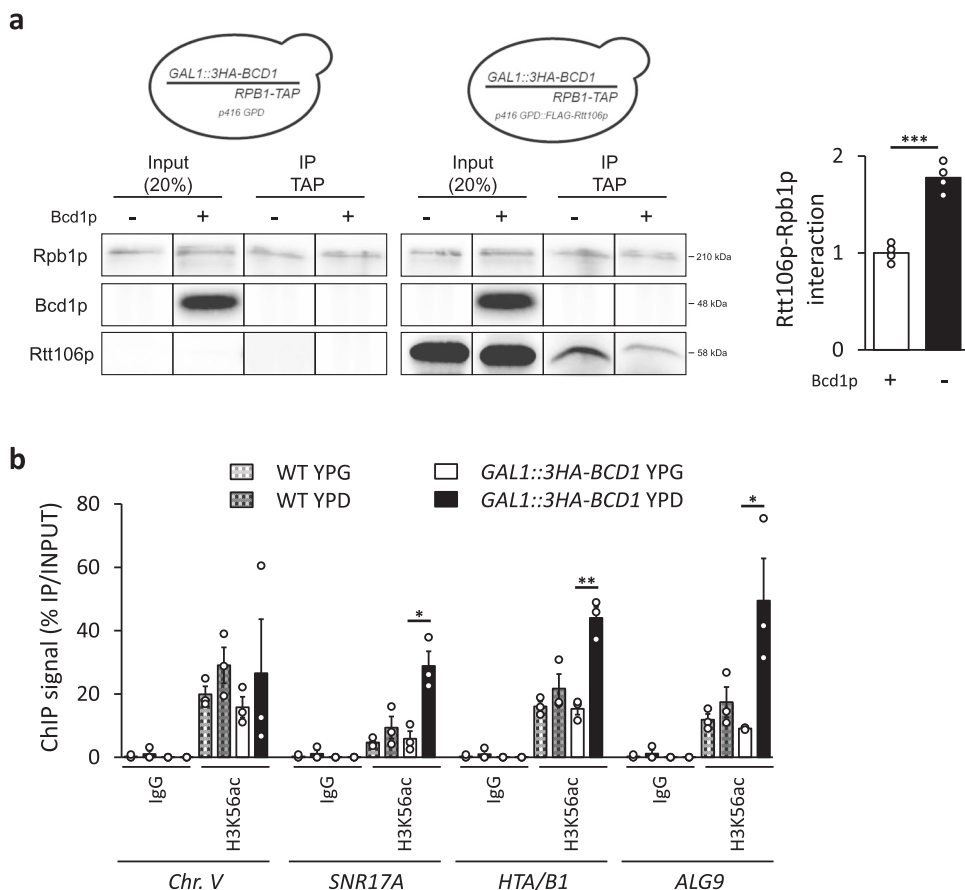 a
GAL1::3HA-BCD1
RPB1-TAP
p416 GPD
GAL1::3HA-BCD1
RPB1-TAP
p416 GPD::FLAG-Rtt106p
Input
(20%)
IP
TAP
Input
(20%)
IP
TAP
Bcd1p - + - + - + - +
Rpb1p
210 kDa
Bcd1p
48 kDa
Rtt106p
58 kDa
Rtt106p-Rpb1p
interaction
2
1
0
***
Bcd1p + -
b
WT YPG
WT YPD
GAL1::3HA-BCD1 YPG
GAL1::3HA-BCD1 YPD
ChIP signal (% IP/INPUT)
80
60
40
20
0
*
**
*
IgG
H3K56ac
IgG
H3K56ac
IgG
H3K56ac
IgG
H3K56ac
Chr. V
SNR17A
HTA/B1
ALG9